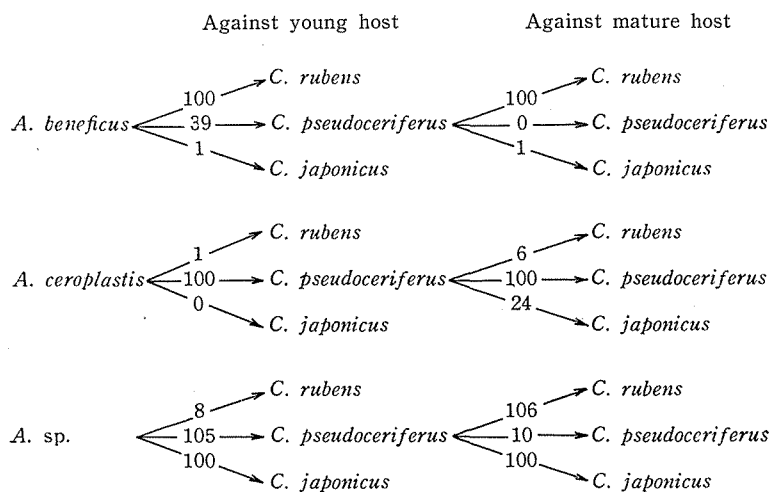 Against young host Against mature host
C. rubens C. rubens
100 100
A. beneficus 39 C. pseudoceriferus 0 C. pseudoceriferus
1 1
C. japonicus C. japonicus
C. rubens C. rubens
1 6
A. ceroplastis 100 C. pseudoceriferus 100 C. pseudoceriferus
0 24
C. japonicus C. japonicus
C. rubens C. rubens
8 106
A. sp. 105 C. pseudoceriferus 10 C. pseudoccriferus
100 100
C. japonicus C. japonicus